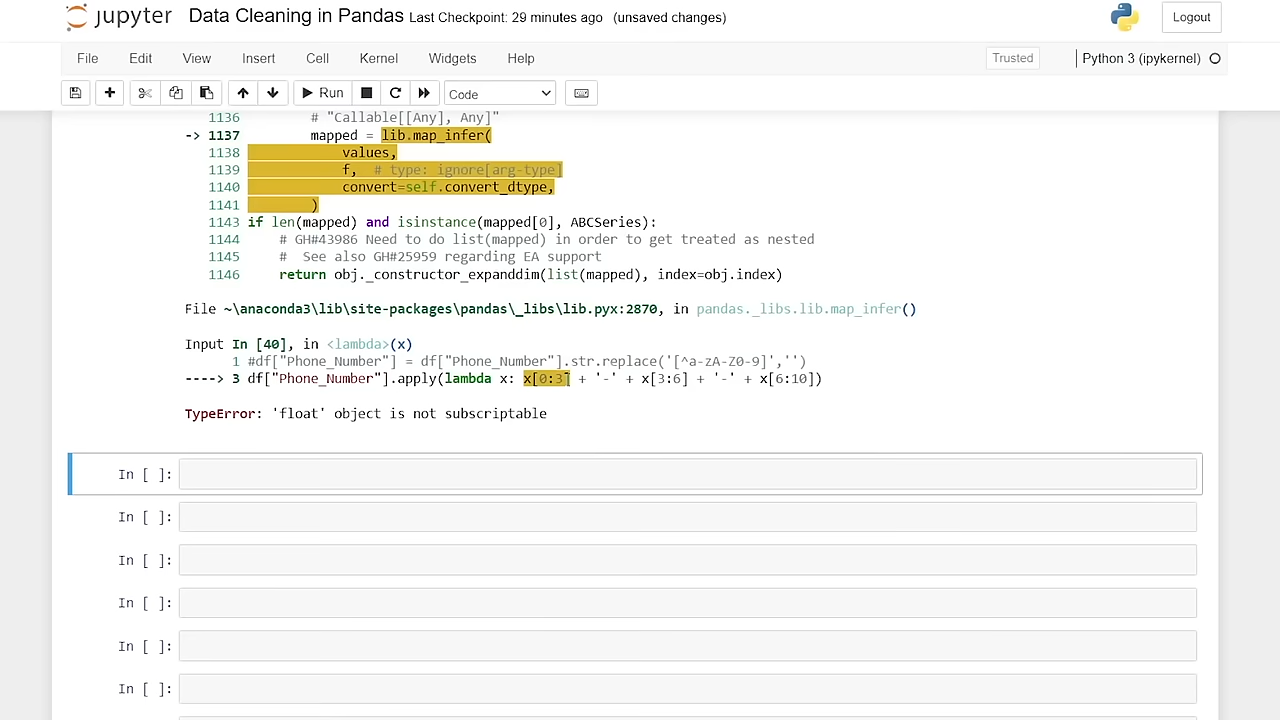 jupyter Data Cleaning in Pandas Last Checkpoint: 29 minutes ago (unsaved changes) Logout
File Edit View Insert Cell Kernel Widgets Help Trusted Python 3 (ipykernel)
Run Code
1136 # "Callable[[Any], Any]"
-> 1137 mapped = lib.map_infer(
1138 values,
1139 f, # type: ignore[arg-type]
1140 convert=self.convert_dtype,
1141 )
1143 if len(mapped) and isinstance(mapped[0], ABCSeries):
1144 # GH#43986 Need to do list(mapped) in order to get treated as nested
1145 # See also GH#25959 regarding EA support
1146 return obj._constructor_expanddim(list(mapped), index=obj.index)
File ~\anaconda3\lib\site-packages\pandas\_libs\lib.pyx:2870, in pandas._libs.lib.map_infer()
Input In [40], in <lambda>(x)
1 #df["Phone_Number"] = df["Phone_Number"].str.replace('[^a-zA-Z0-9]','')
----> 3 df["Phone_Number"].apply(lambda x: x[0:3] + '-' + x[3:6] + '-' + x[6:10])
TypeError: 'float' object is not subscriptable
In [ ]:
In [ ]:
In [ ]:
In [ ]:
In [ ]:
In [ ]: